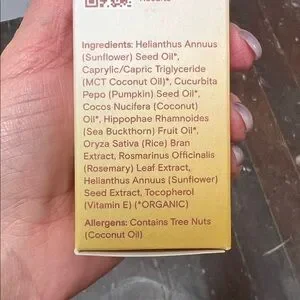 Ingredients: Helianthus Annuus
(Sunflower) Seed Oil*,
Caprylic/Capric Triglyceride
(MCT Coconut Oil)*, Cucurbita
Pepo (Pumpkin) Seed Oil*,
Cocos Nucifera (Coconut)
Oil*, Hippophae Rhamnoides
(Sea Buckthorn) Fruit Oil*,
Oryza Sativa (Rice) Bran
Extract, Rosmarinus Officinalis
(Rosemary) Leaf Extract,
Helianthus Annuus (Sunflower)
Seed Extract, Tocopherol
(Vitamin E) (*ORGANIC)
Allergens: Contains Tree Nuts
(Coconut Oil)